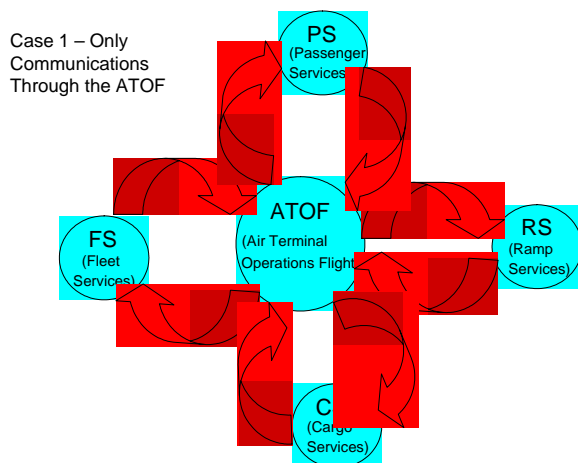 Case 1 – Only
Communications
Through the ATOF
PS
(Passenger
Services)
ATOF
(Air Terminal
Operations Flight
FS
(Fleet
Services)
RS
(Ramp
Services)
C
(Cargo
Services)